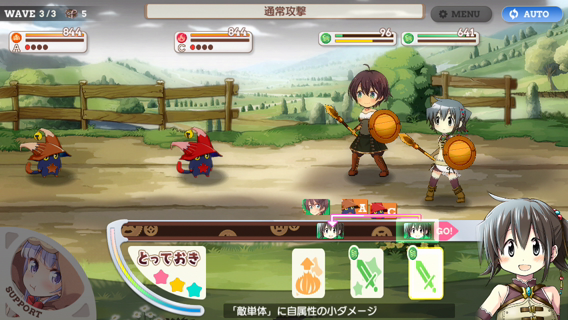 WAVE 3/3 5
通常攻撃
MENU
AUTO
844
A
844
C
96
641
A
C
GO!
とっておき
SUPPORT
「敵単体」に自属性の小ダメージ